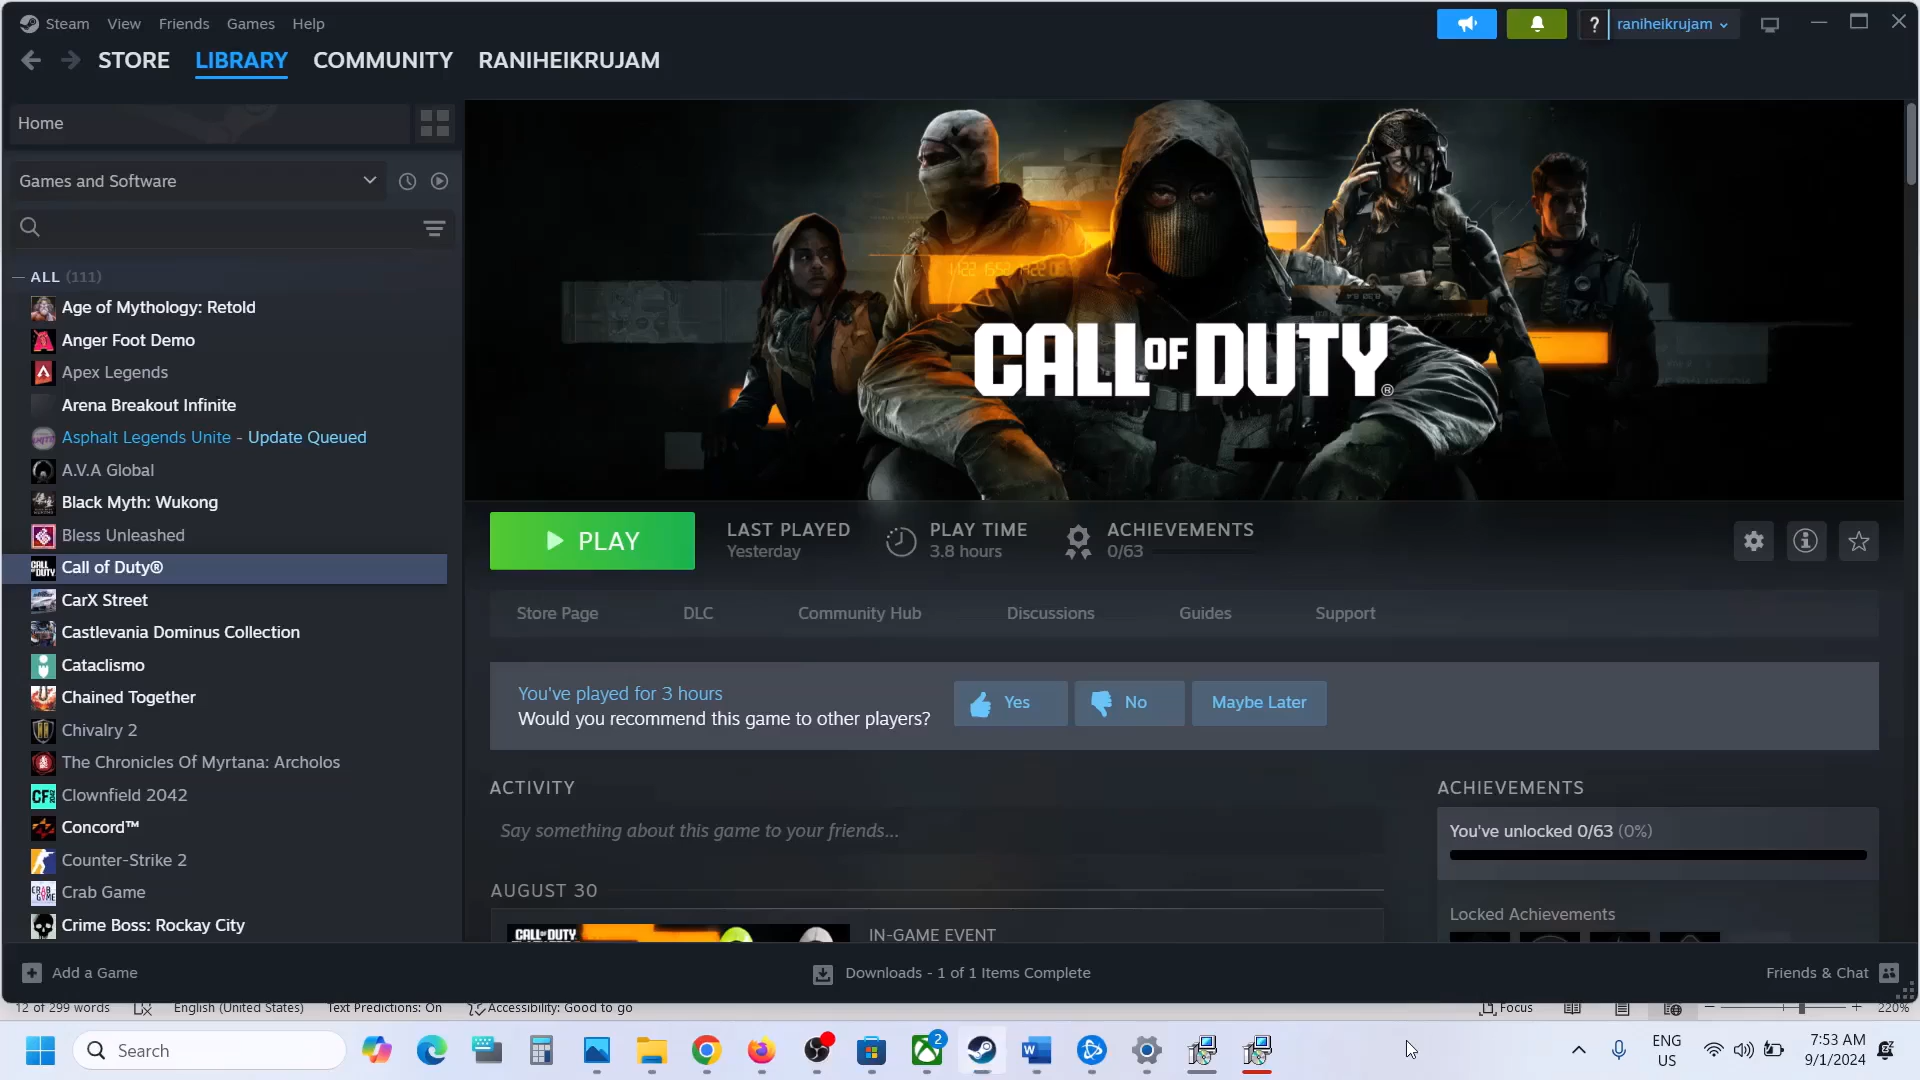 Steam View Friends Games Help
? raniheikrujam
STORE LIBRARY COMMUNITY RANIHEIKRUJAM
Home
Games and Software
ALL (111)
Age of Mythology: Retold
Anger Foot Demo
Apex Legends
Arena Breakout Infinite
Asphalt Legends Unite - Update Queued
A.V.A Global
Black Myth: Wukong
Bless Unleashed
Call of Duty®
CarX Street
Castlevania Dominus Collection
Cataclismo
Chained Together
Chivalry 2
The Chronicles Of Myrtana: Archolos
Clownfield 2042
Concord™
Counter-Strike 2
Crab Game
Crime Boss: Rockay City
CALL OF DUTY®
PLAY
LAST PLAYED
Yesterday
PLAY TIME
3.8 hours
ACHIEVEMENTS
0/63
Store Page DLC Community Hub Discussions Guides Support
You've played for 3 hours
Would you recommend this game to other players?
Yes No Maybe Later
ACTIVITY
Say something about this game to your friends...
AUGUST 30
CALL OF DUTY
IN-GAME EVENT
ACHIEVEMENTS
You've unlocked 0/63 (0%)
Locked Achievements
Add a Game
Downloads - 1 of 1 Items Complete
Friends & Chat
12 of 299 words English (United States) Text Predictions: On Accessibility: Good to go Focus 220%
Search
2
ENG
US
7:53 AM
9/1/2024